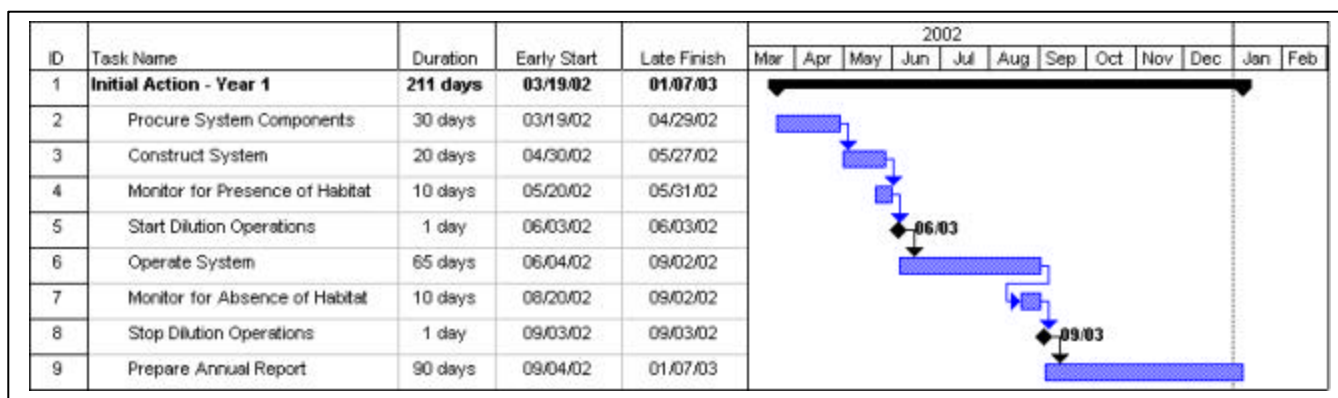 2002
ID Task Name Duration Early Start Late Finish Mar Apr May Jun Jul Aug Sep Oct Nov Dec Jan Feb
1 Initial Action - Year 1 211 days 03/19/02 01/07/03
2 Procure System Components 30 days 03/19/02 04/29/02
3 Construct System 20 days 04/30/02 05/27/02
4 Monitor for Presence of Habitat 10 days 05/20/02 05/31/02
5 Start Dilution Operations 1 day 06/03/02 06/03/02 06/03
6 Operate System 65 days 06/04/02 09/02/02
7 Monitor for Absence of Habitat 10 days 08/20/02 09/02/02
8 Stop Dilution Operations 1 day 09/03/02 09/03/02 09/03
9 Prepare Annual Report 90 days 09/04/02 01/07/03